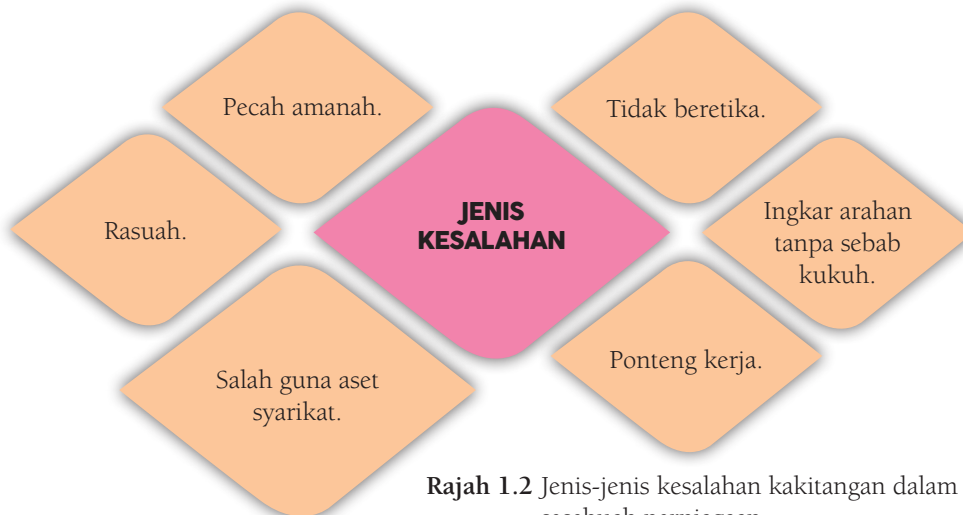 Pecah amanah.
Tidak beretika.
Rasuah.
JENIS
KESALAHAN
Ingkar arahan
tanpa sebab
kukuh.
Salah guna aset
syarikat.
Ponteng kerja.
Rajah 1.2 Jenis-jenis kesalahan kakitangan dalam